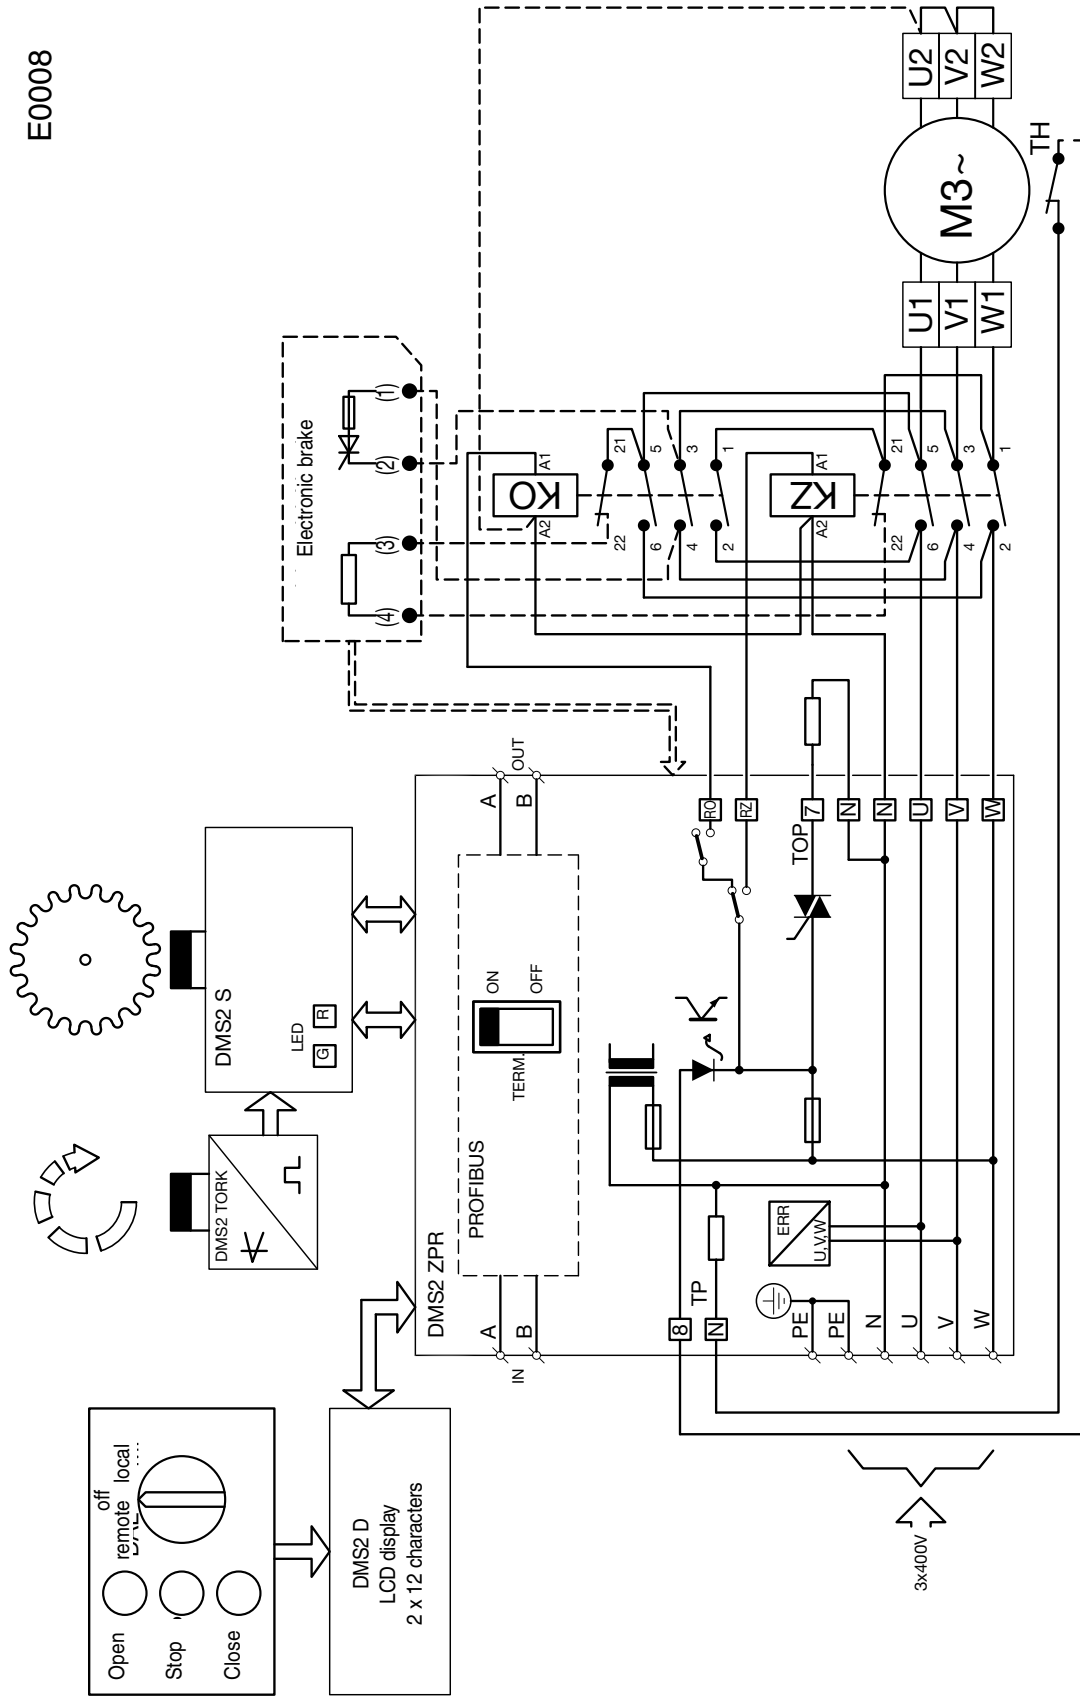 E0008
Open
Stop
Close
remote
off
local
DMS2 D
LCD display
2 x 12 characters
DMS2 TORK
DMS2 S
LED
G
R
DMS2 ZPR
PROFIBUS
TERM.
ON
OFF
A
B
IN
A
B
OUT
8
N
TP
PE
PE
N
U
V
W
ERR
U,V,W
TOP
RO
RZ
7
N
N
U
V
W
3x400V
Electronic brake
(4)
(3)
(2)
(1)
KO
A2
A1
22
21
6
5
4
3
2
1
KZ
A2
A1
22
21
6
5
4
3
2
1
U1
V1
W1
M3~
U2
V2
W2
TH